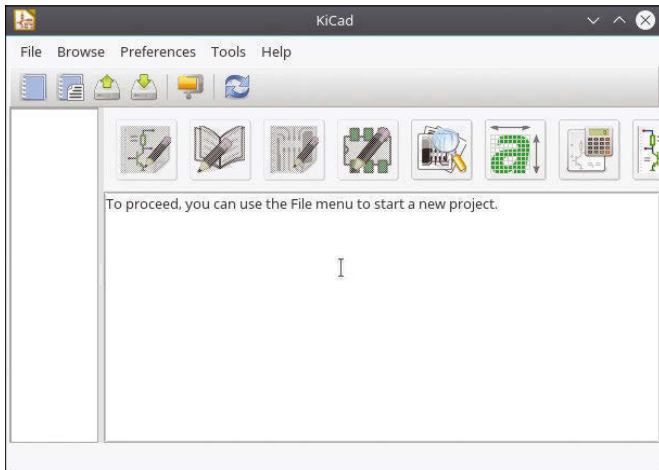 KiCad
File Browse Preferences Tools Help
To proceed, you can use the File menu to start a new project.